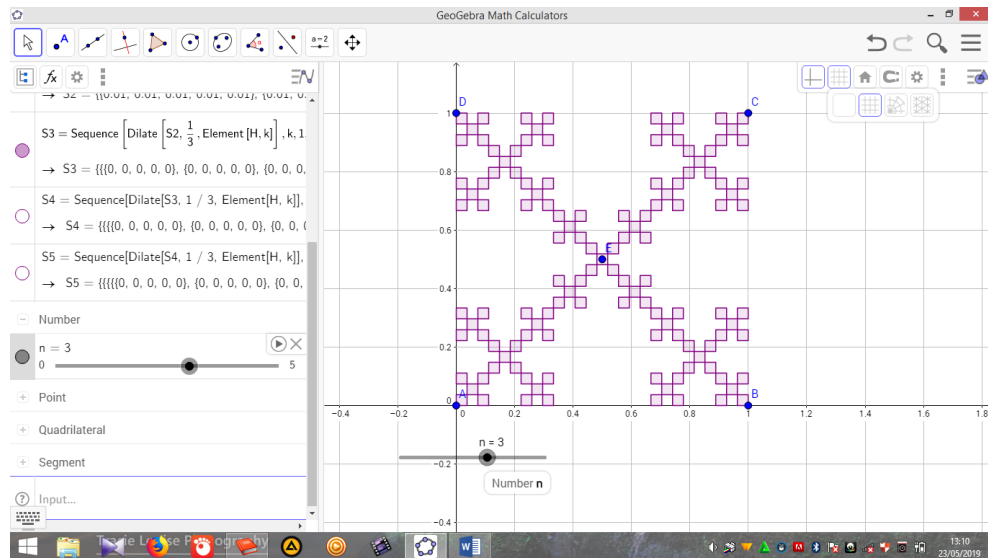 GeoGebra Math Calculators
a=2
fx
→ S2 = {{0.01, 0.01, 0.01, 0.01, 0.01}, {0.01, 0.
S3 = Sequence [Dilate [S2, 1/3, Element [H, k]], k, 1.
→ S3 = {{{0, 0, 0, 0, 0}, {0, 0, 0, 0, 0}, {0, 0, 0,
S4 = Sequence[Dilate[S3, 1 / 3, Element[H, k]],
→ S4 = {{{{0, 0, 0, 0, 0}, {0, 0, 0, 0, 0}, {0, 0, (
S5 = Sequence[Dilate[S4, 1 / 3, Element[H, k]],
→ S5 = {{{{{0, 0, 0, 0, 0}, {0, 0, 0, 0, 0}, {0, 0,
Number
n = 3
0 5
Point
Quadrilateral
Segment
Input...
D C
1
0.8
0.6
E
0.4
0.2
0 A B
−0.4 −0.2 0 0.2 0.4 0.6 0.8 1 1.2 1.4 1.6 1.8
n = 3
−0.2
Number n
−0.4
Tracie Louise Photography
13:10
23/05/2019